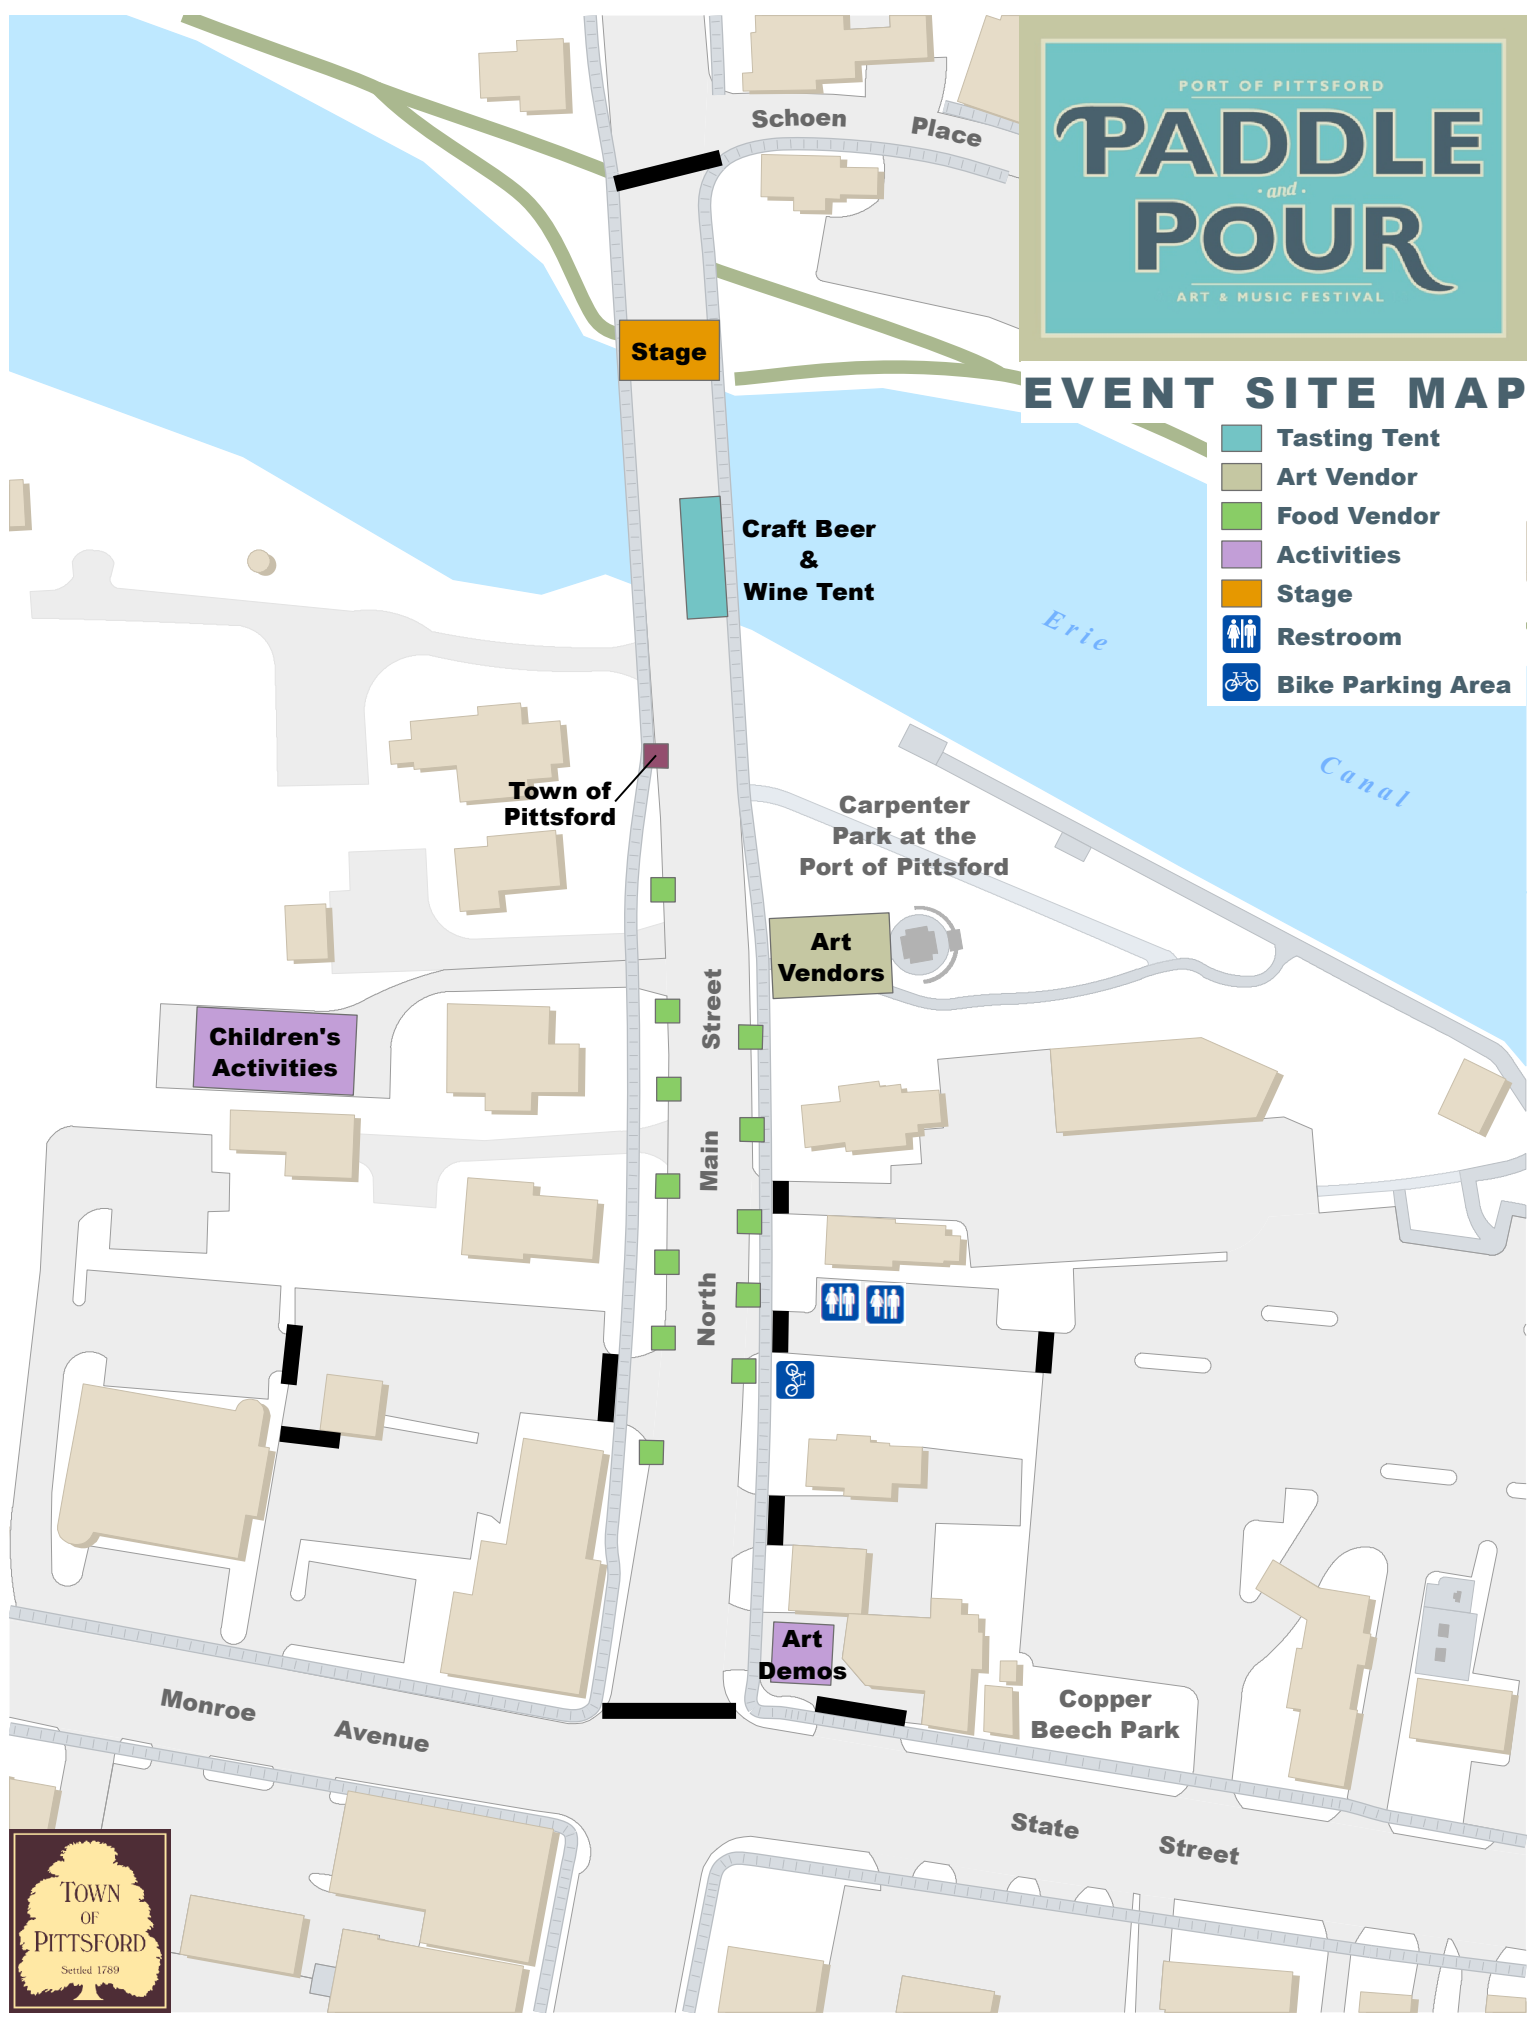 PORT OF PITTSFORD
PADDLE
· and ·
POUR
ART & MUSIC FESTIVAL
EVENT SITE MAP
Tasting Tent
Art Vendor
Food Vendor
Activities
Stage
Restroom
Bike Parking Area
Schoen Place
Stage
Craft Beer
&
Wine Tent
Erie Canal
Town of
Pittsford
Carpenter
Park at the
Port of Pittsford
Art
Vendors
Children's
Activities
North Main Street
Art
Demos
Copper
Beech Park
Monroe Avenue
State Street
TOWN
OF
PITTSFORD
Settled 1789